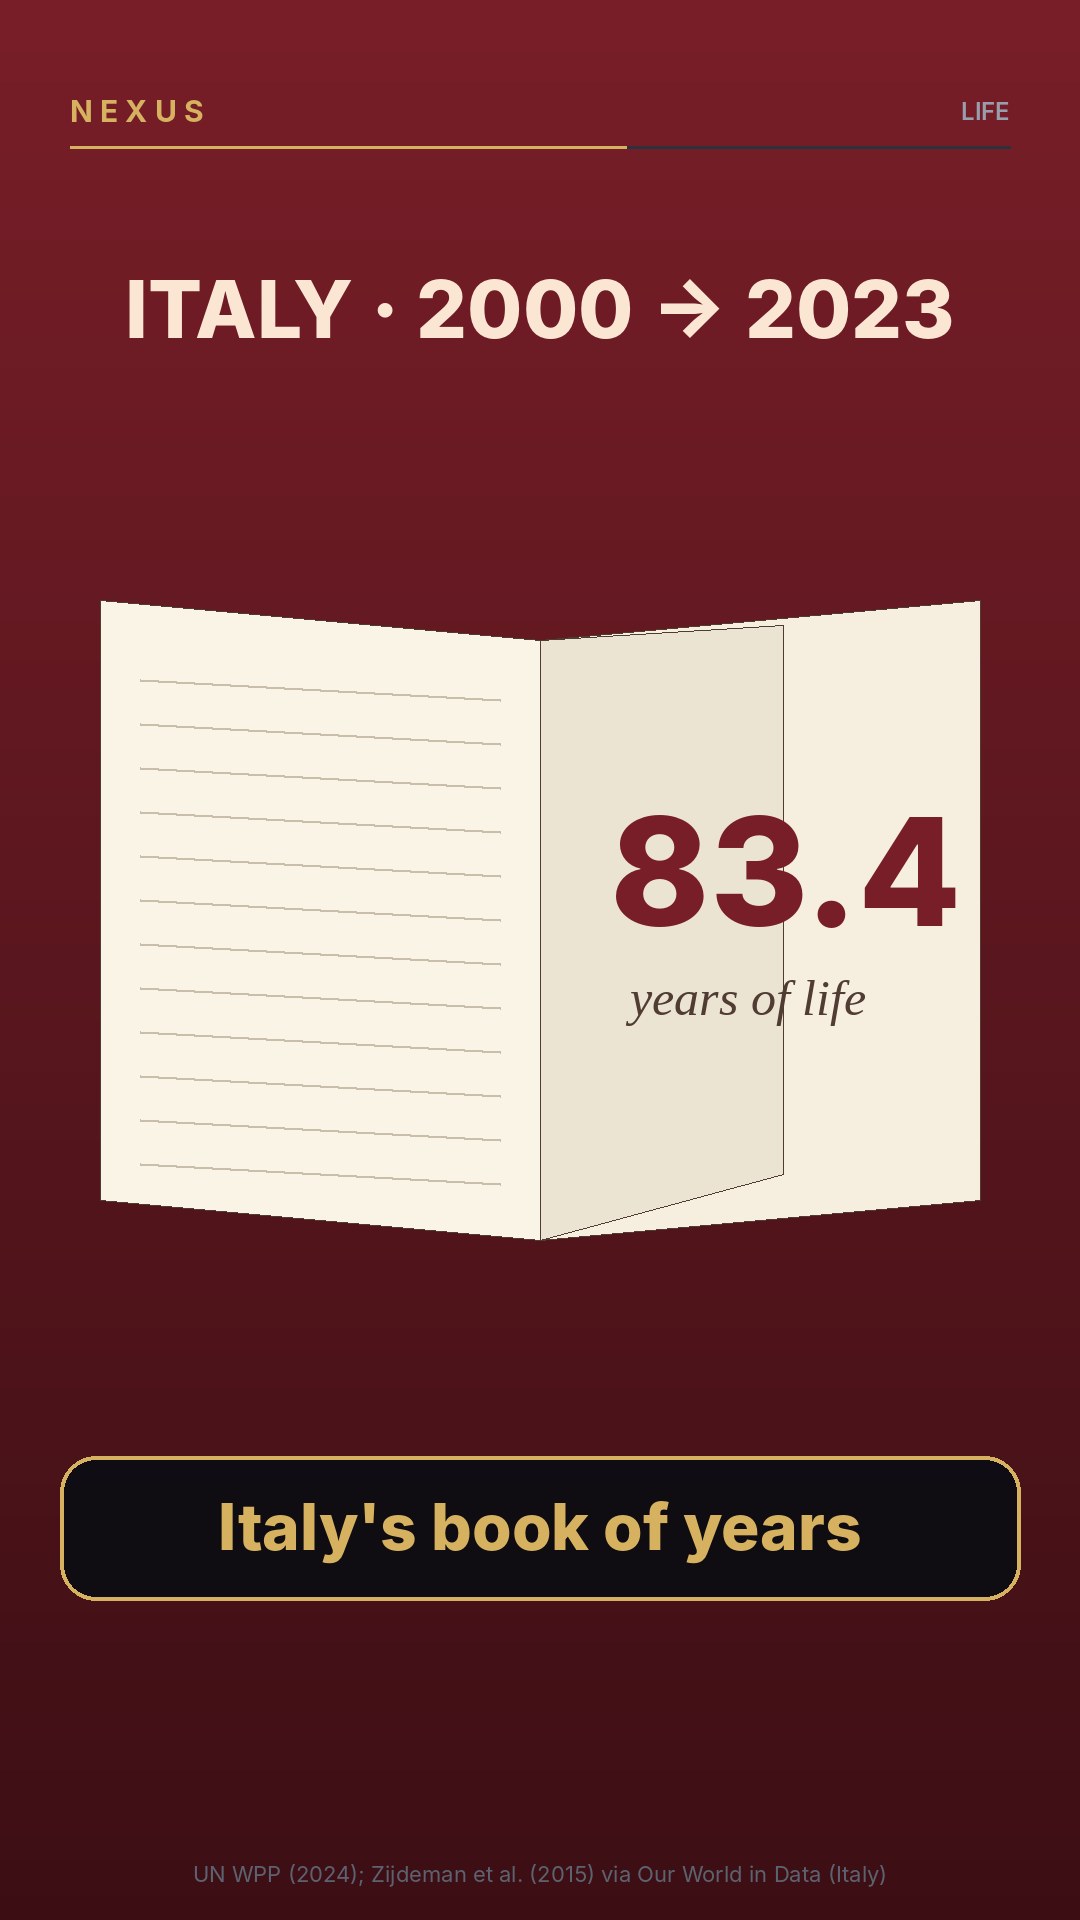 NEXUS
LIFE
ITALY · 2000 → 2023
83.4
years of life
Italy's book of years
UN WPP (2024); Zijdeman et al. (2015) via Our World in Data (Italy)